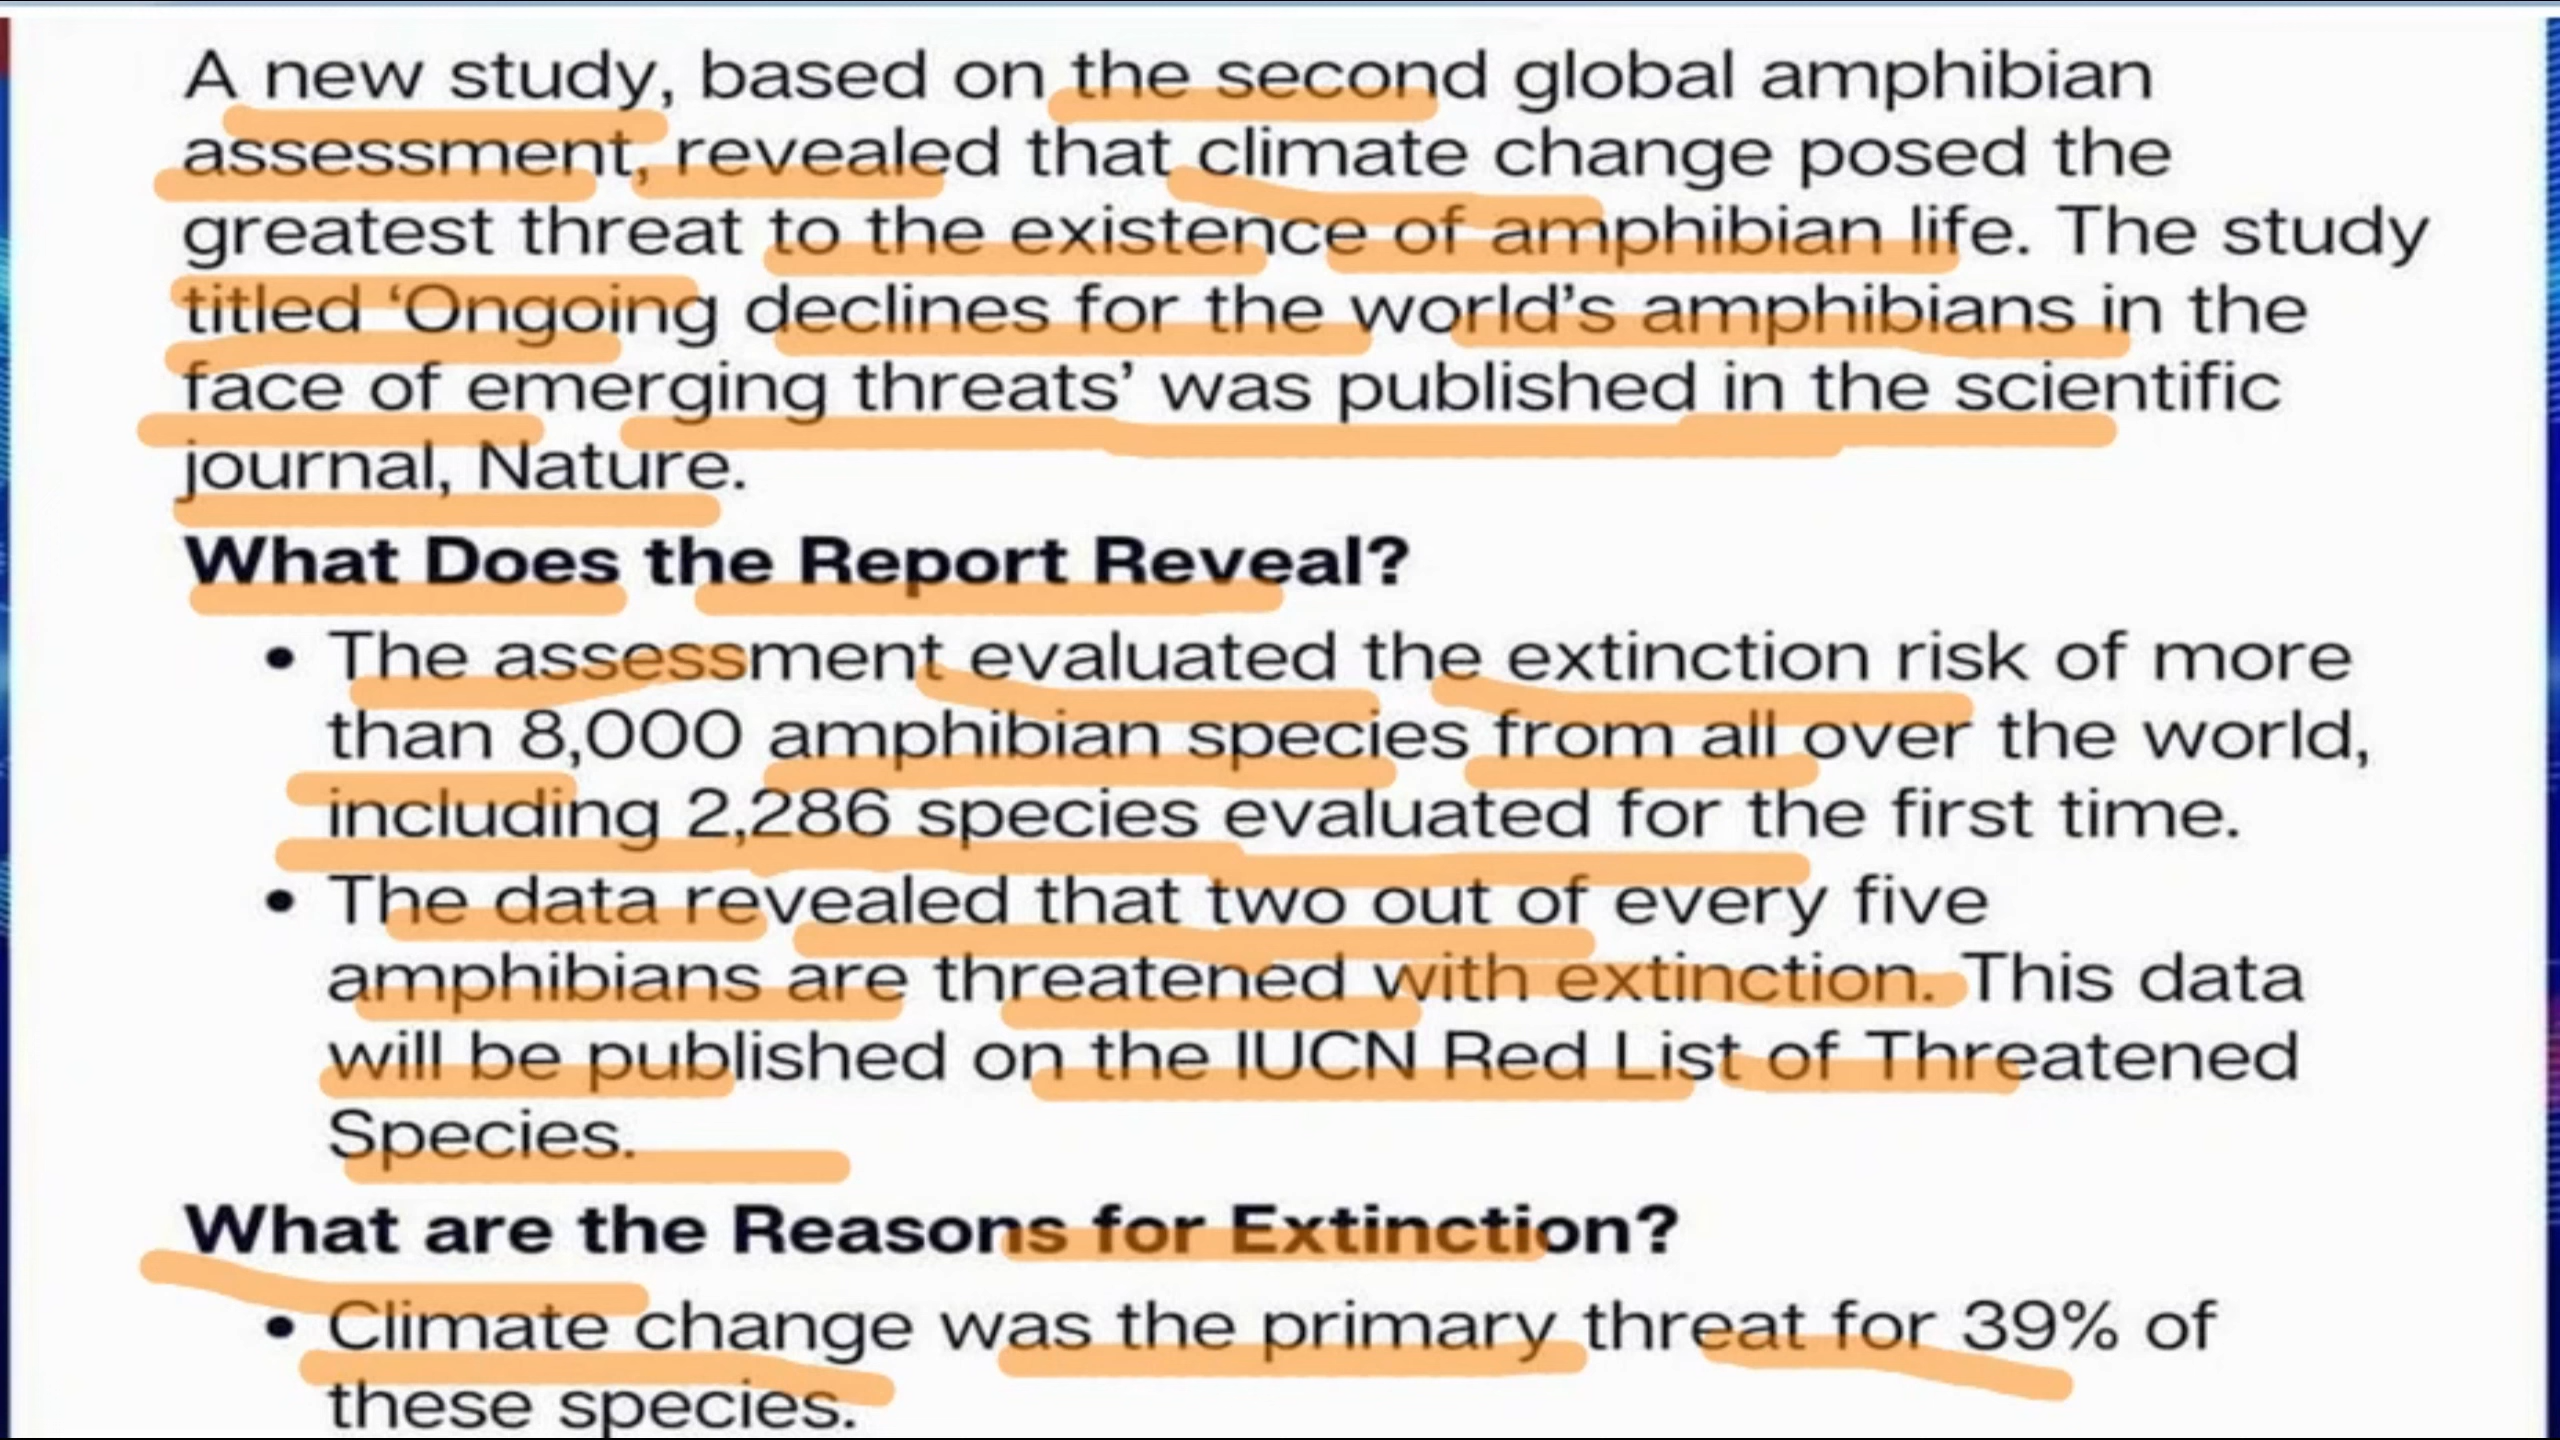 A new study, based on the second global amphibian
assessment, revealed that climate change posed the
greatest threat to the existence of amphibian life. The study
titled ‘Ongoing declines for the world’s amphibians in the
face of emerging threats’ was published in the scientific
journal, Nature.
What Does the Report Reveal?
• The assessment evaluated the extinction risk of more
than 8,000 amphibian species from all over the world,
including 2,286 species evaluated for the first time.
• The data revealed that two out of every five
amphibians are threatened with extinction. This data
will be published on the IUCN Red List of Threatened
Species.
What are the Reasons for Extinction?
• Climate change was the primary threat for 39% of
these species.